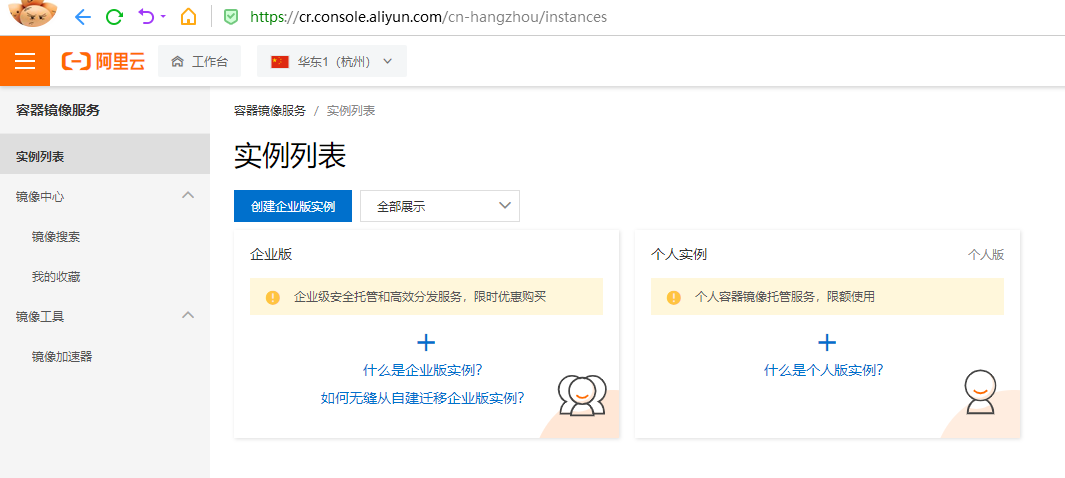 https://cr.console.aliyun.com/cn-hangzhou/instances
阿里云 工作台 华东1（杭州）
容器镜像服务
实例列表
镜像中心
镜像搜索
我的收藏
镜像工具
镜像加速器
容器镜像服务 / 实例列表
实例列表
创建企业版实例 全部展示
企业版
企业级安全托管和高效分发服务，限时优惠购买
什么是企业版实例？
如何无缝从自建迁移企业版实例？
个人实例 个人版
个人容器镜像托管服务，限额使用
什么是个人版实例？